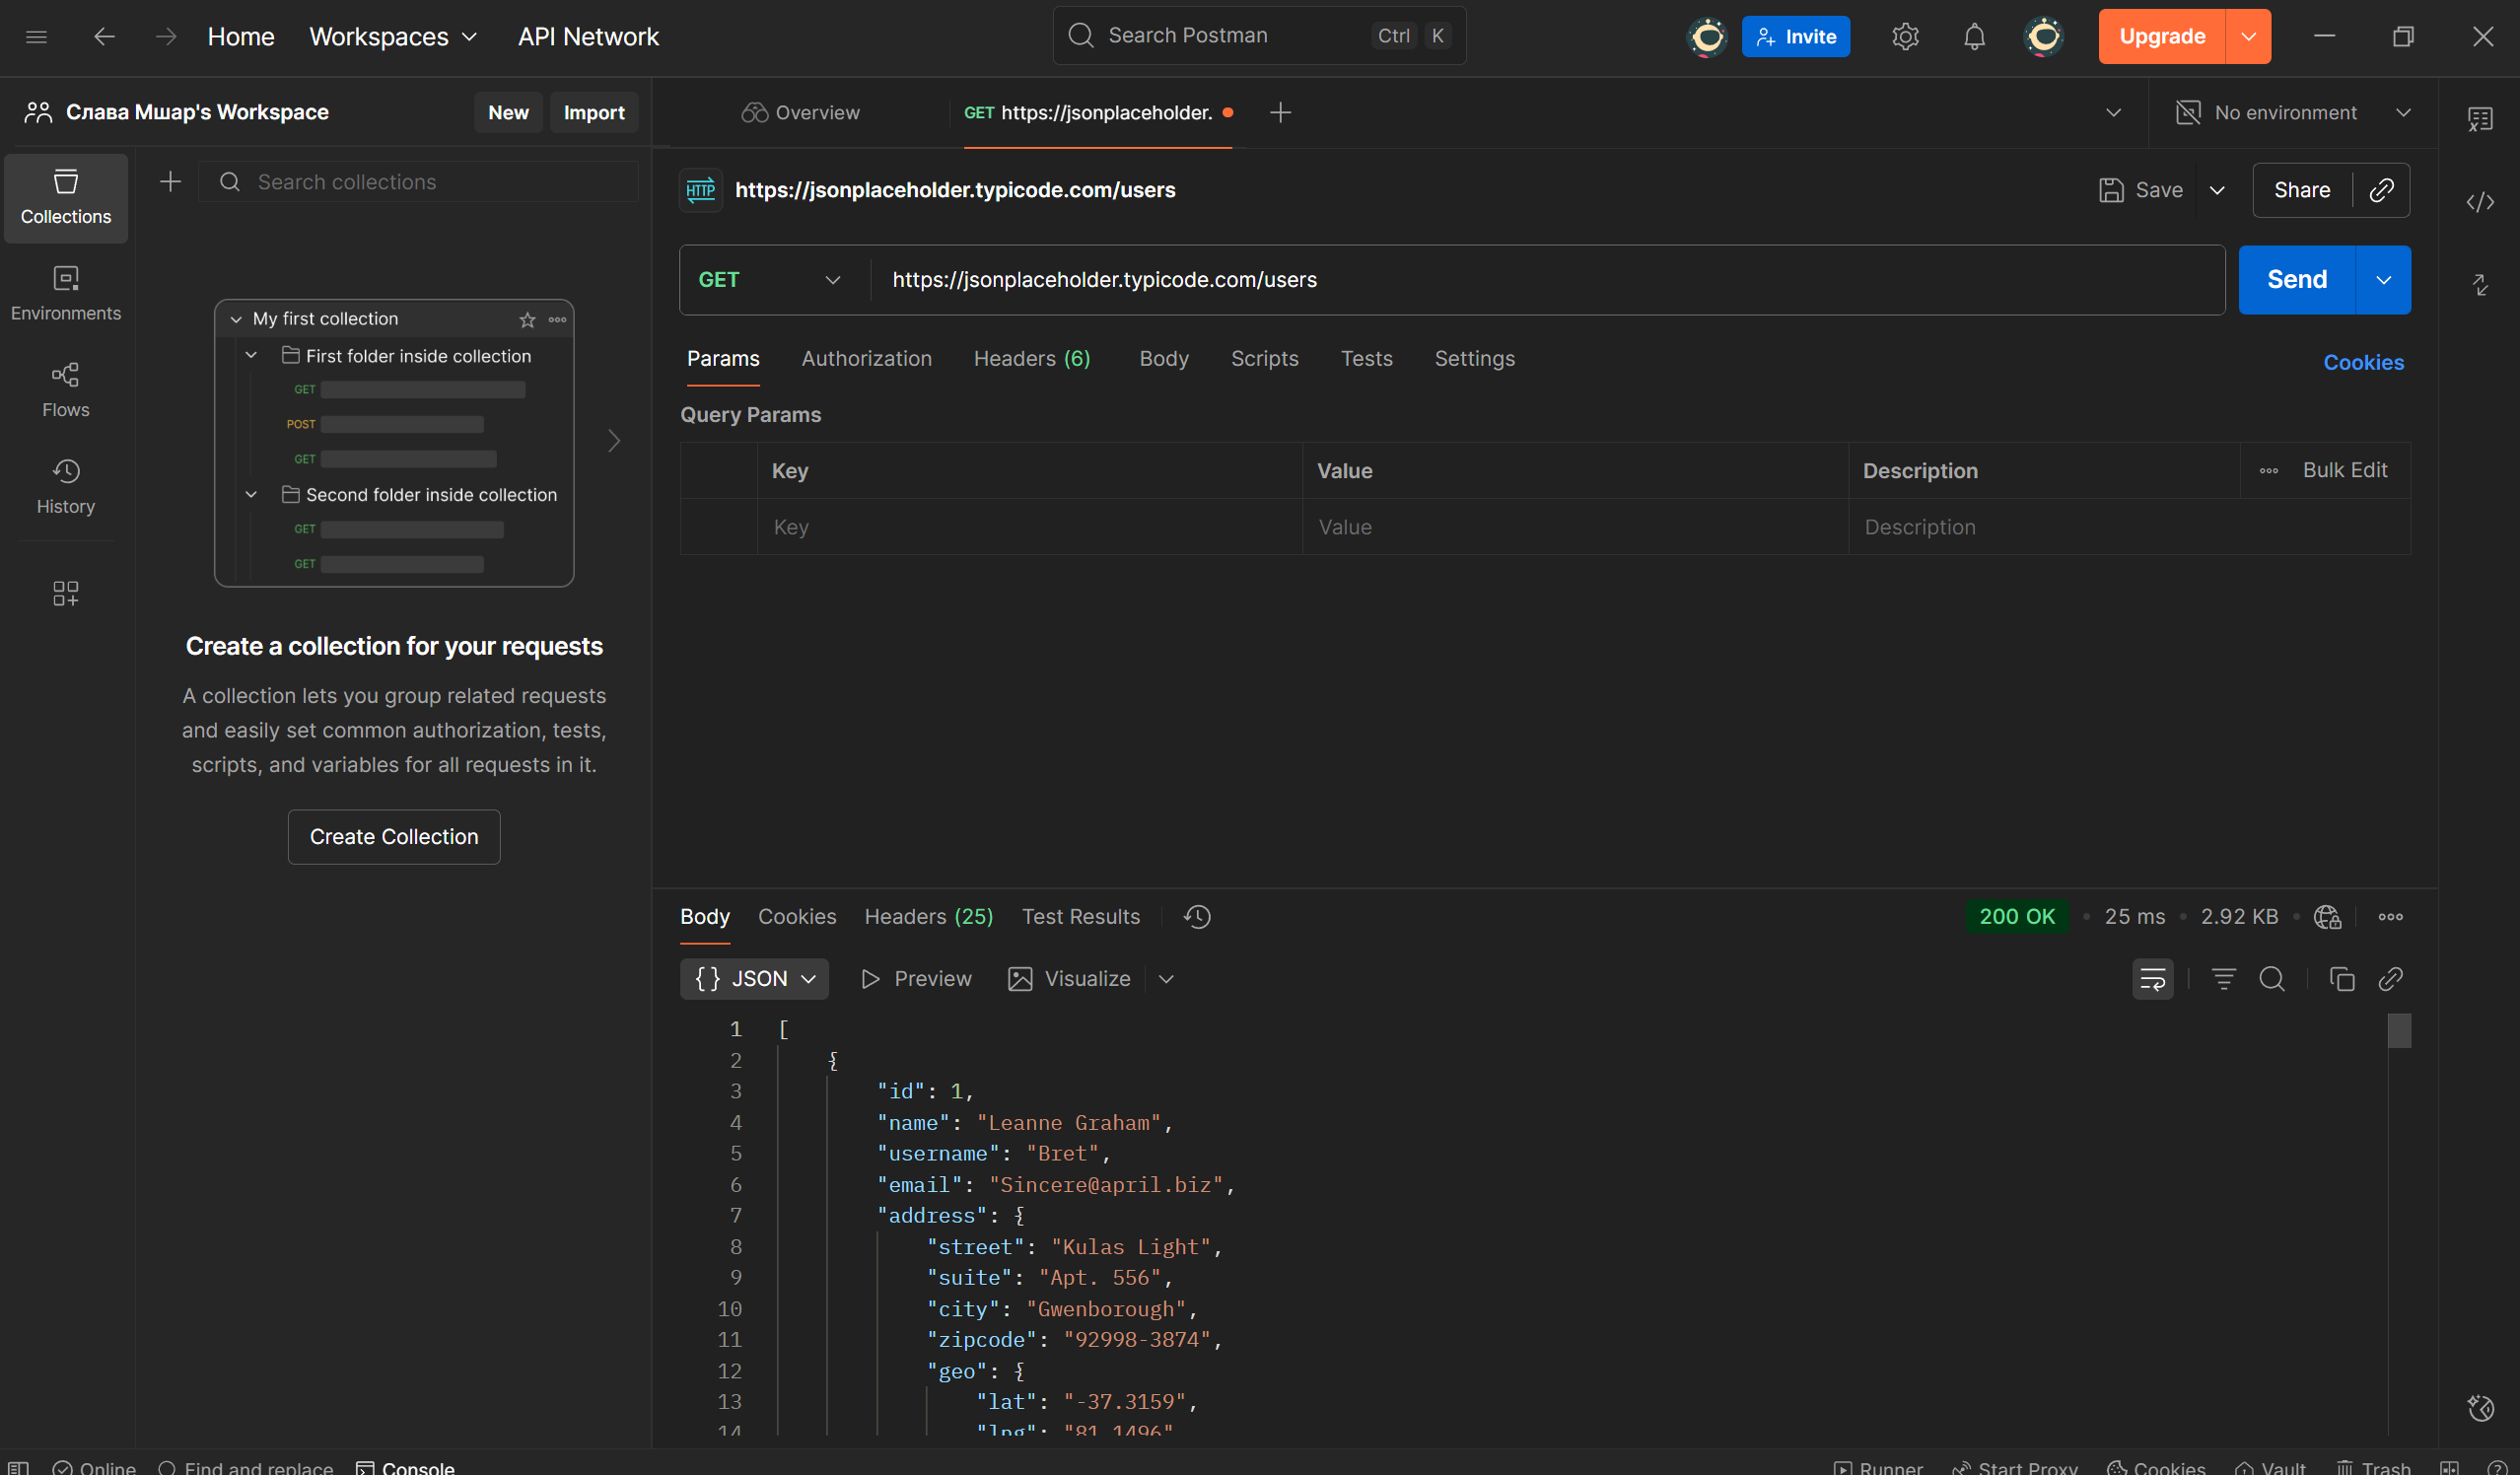 Home Workspaces API Network Search Postman Ctrl K Invite Upgrade
Слава Мшар's Workspace New Import
Overview GET https://jsonplaceholder. No environment
Collections
Environments
Flows
History
Search collections
My first collection
First folder inside collection
GET
POST
GET
Second folder inside collection
GET
GET
Create a collection for your requests
A collection lets you group related requests
and easily set common authorization, tests,
scripts, and variables for all requests in it.
Create Collection
HTTP https://jsonplaceholder.typicode.com/users Save Share
GET https://jsonplaceholder.typicode.com/users Send
Params Authorization Headers (6) Body Scripts Tests Settings Cookies
Query Params
Key Value Description Bulk Edit
Key Value Description
Body Cookies Headers (25) Test Results 200 OK 25 ms 2.92 KB
{} JSON Preview Visualize
1 [
2 {
3 "id": 1,
4 "name": "Leanne Graham",
5 "username": "Bret",
6 "email": "Sincere@april.biz",
7 "address": {
8 "street": "Kulas Light",
9 "suite": "Apt. 556",
10 "city": "Gwenborough",
11 "zipcode": "92998-3874",
12 "geo": {
13 "lat": "-37.3159",
14 "lng": "81.1496"
Online Find and replace Console Runner Start Proxy Cookies Vault Trash